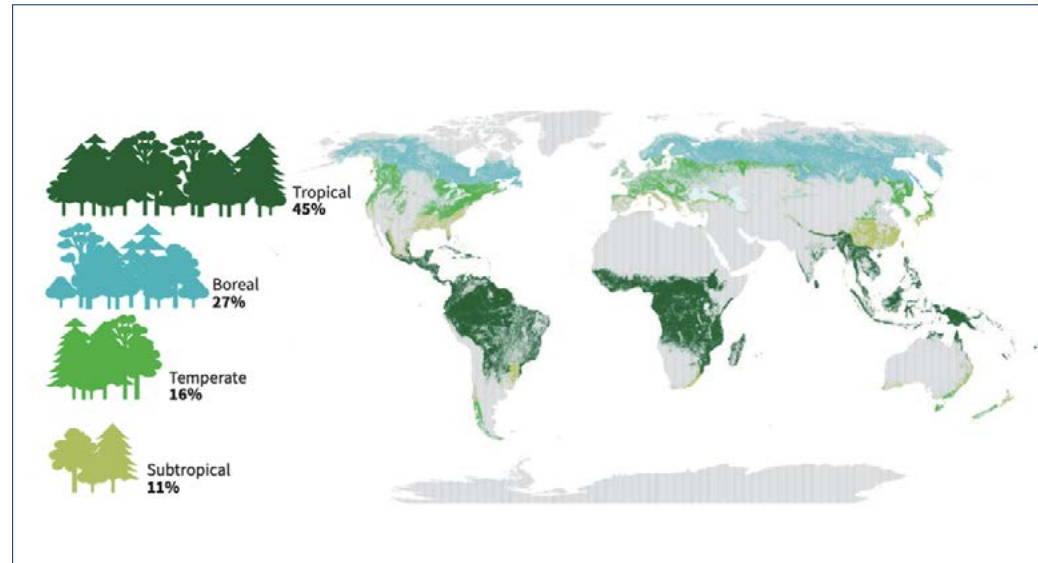 Tropical
45%
Boreal
27%
Temperate
16%
Subtropical
11%